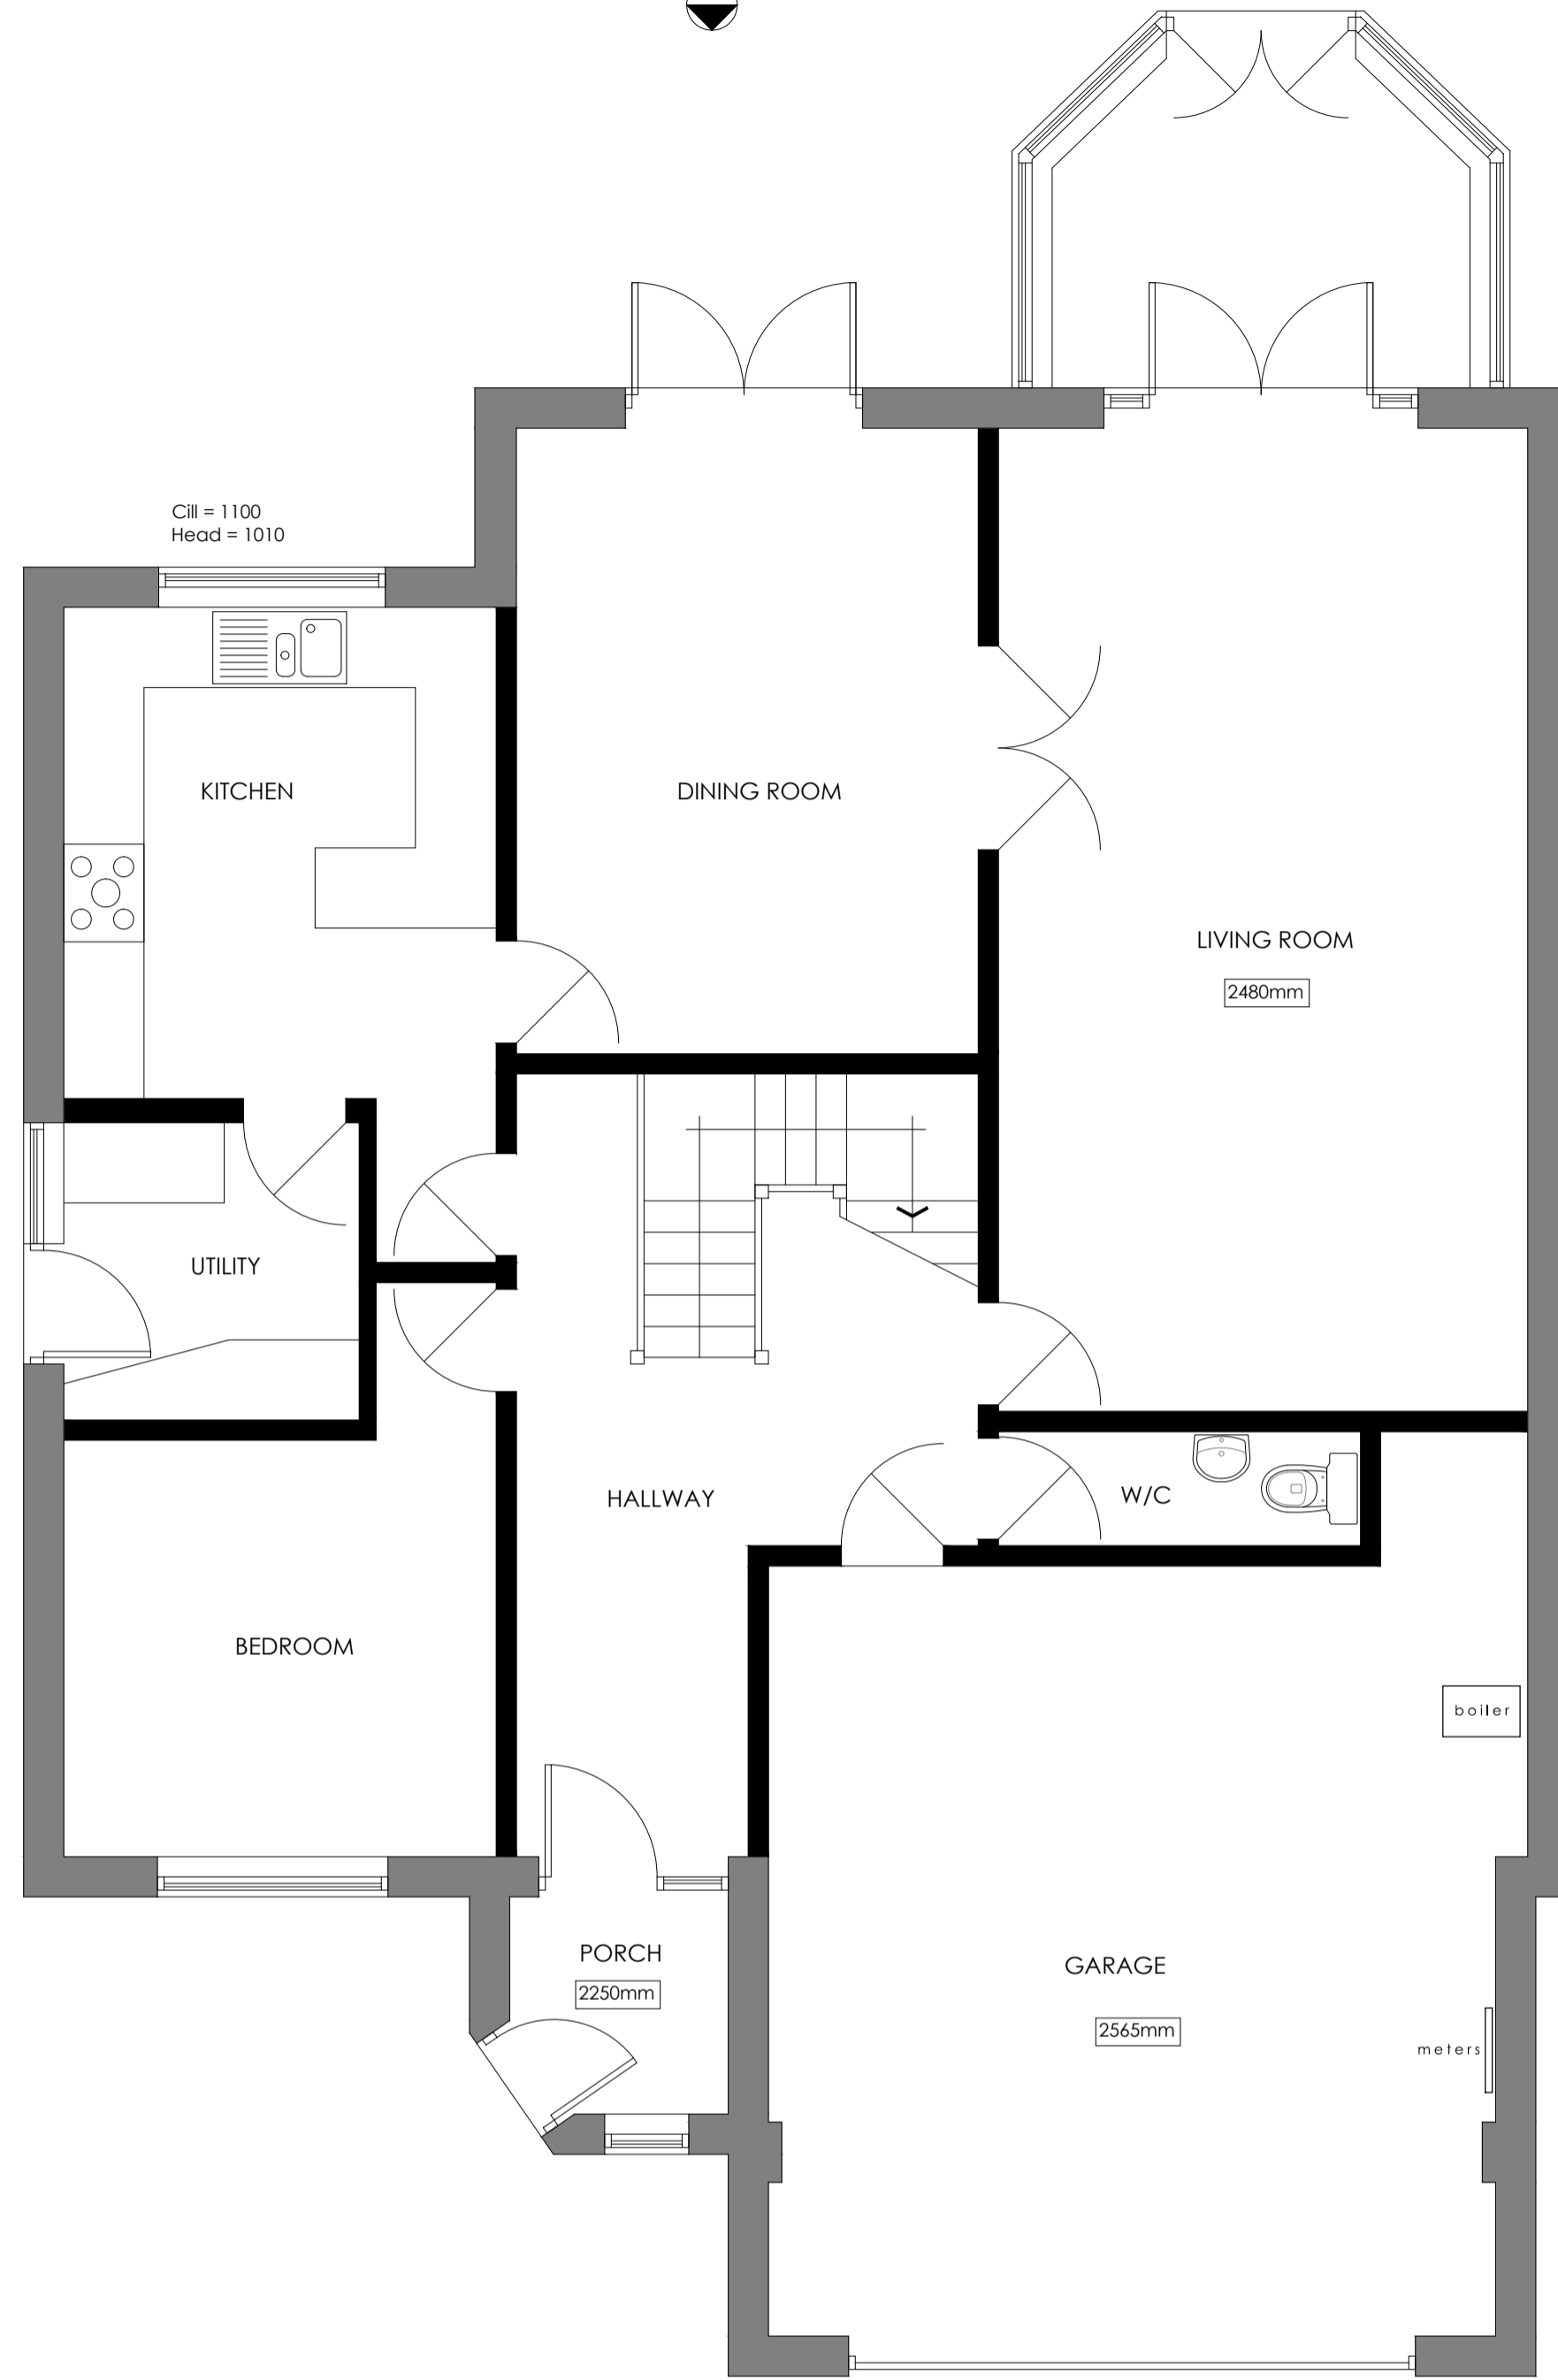 Cill = 1100
Head = 1010
KITCHEN
DINING ROOM
LIVING ROOM
2480mm
UTILITY
HALLWAY
W/C
BEDROOM
boiler
PORCH
2250mm
GARAGE
2565mm
meters